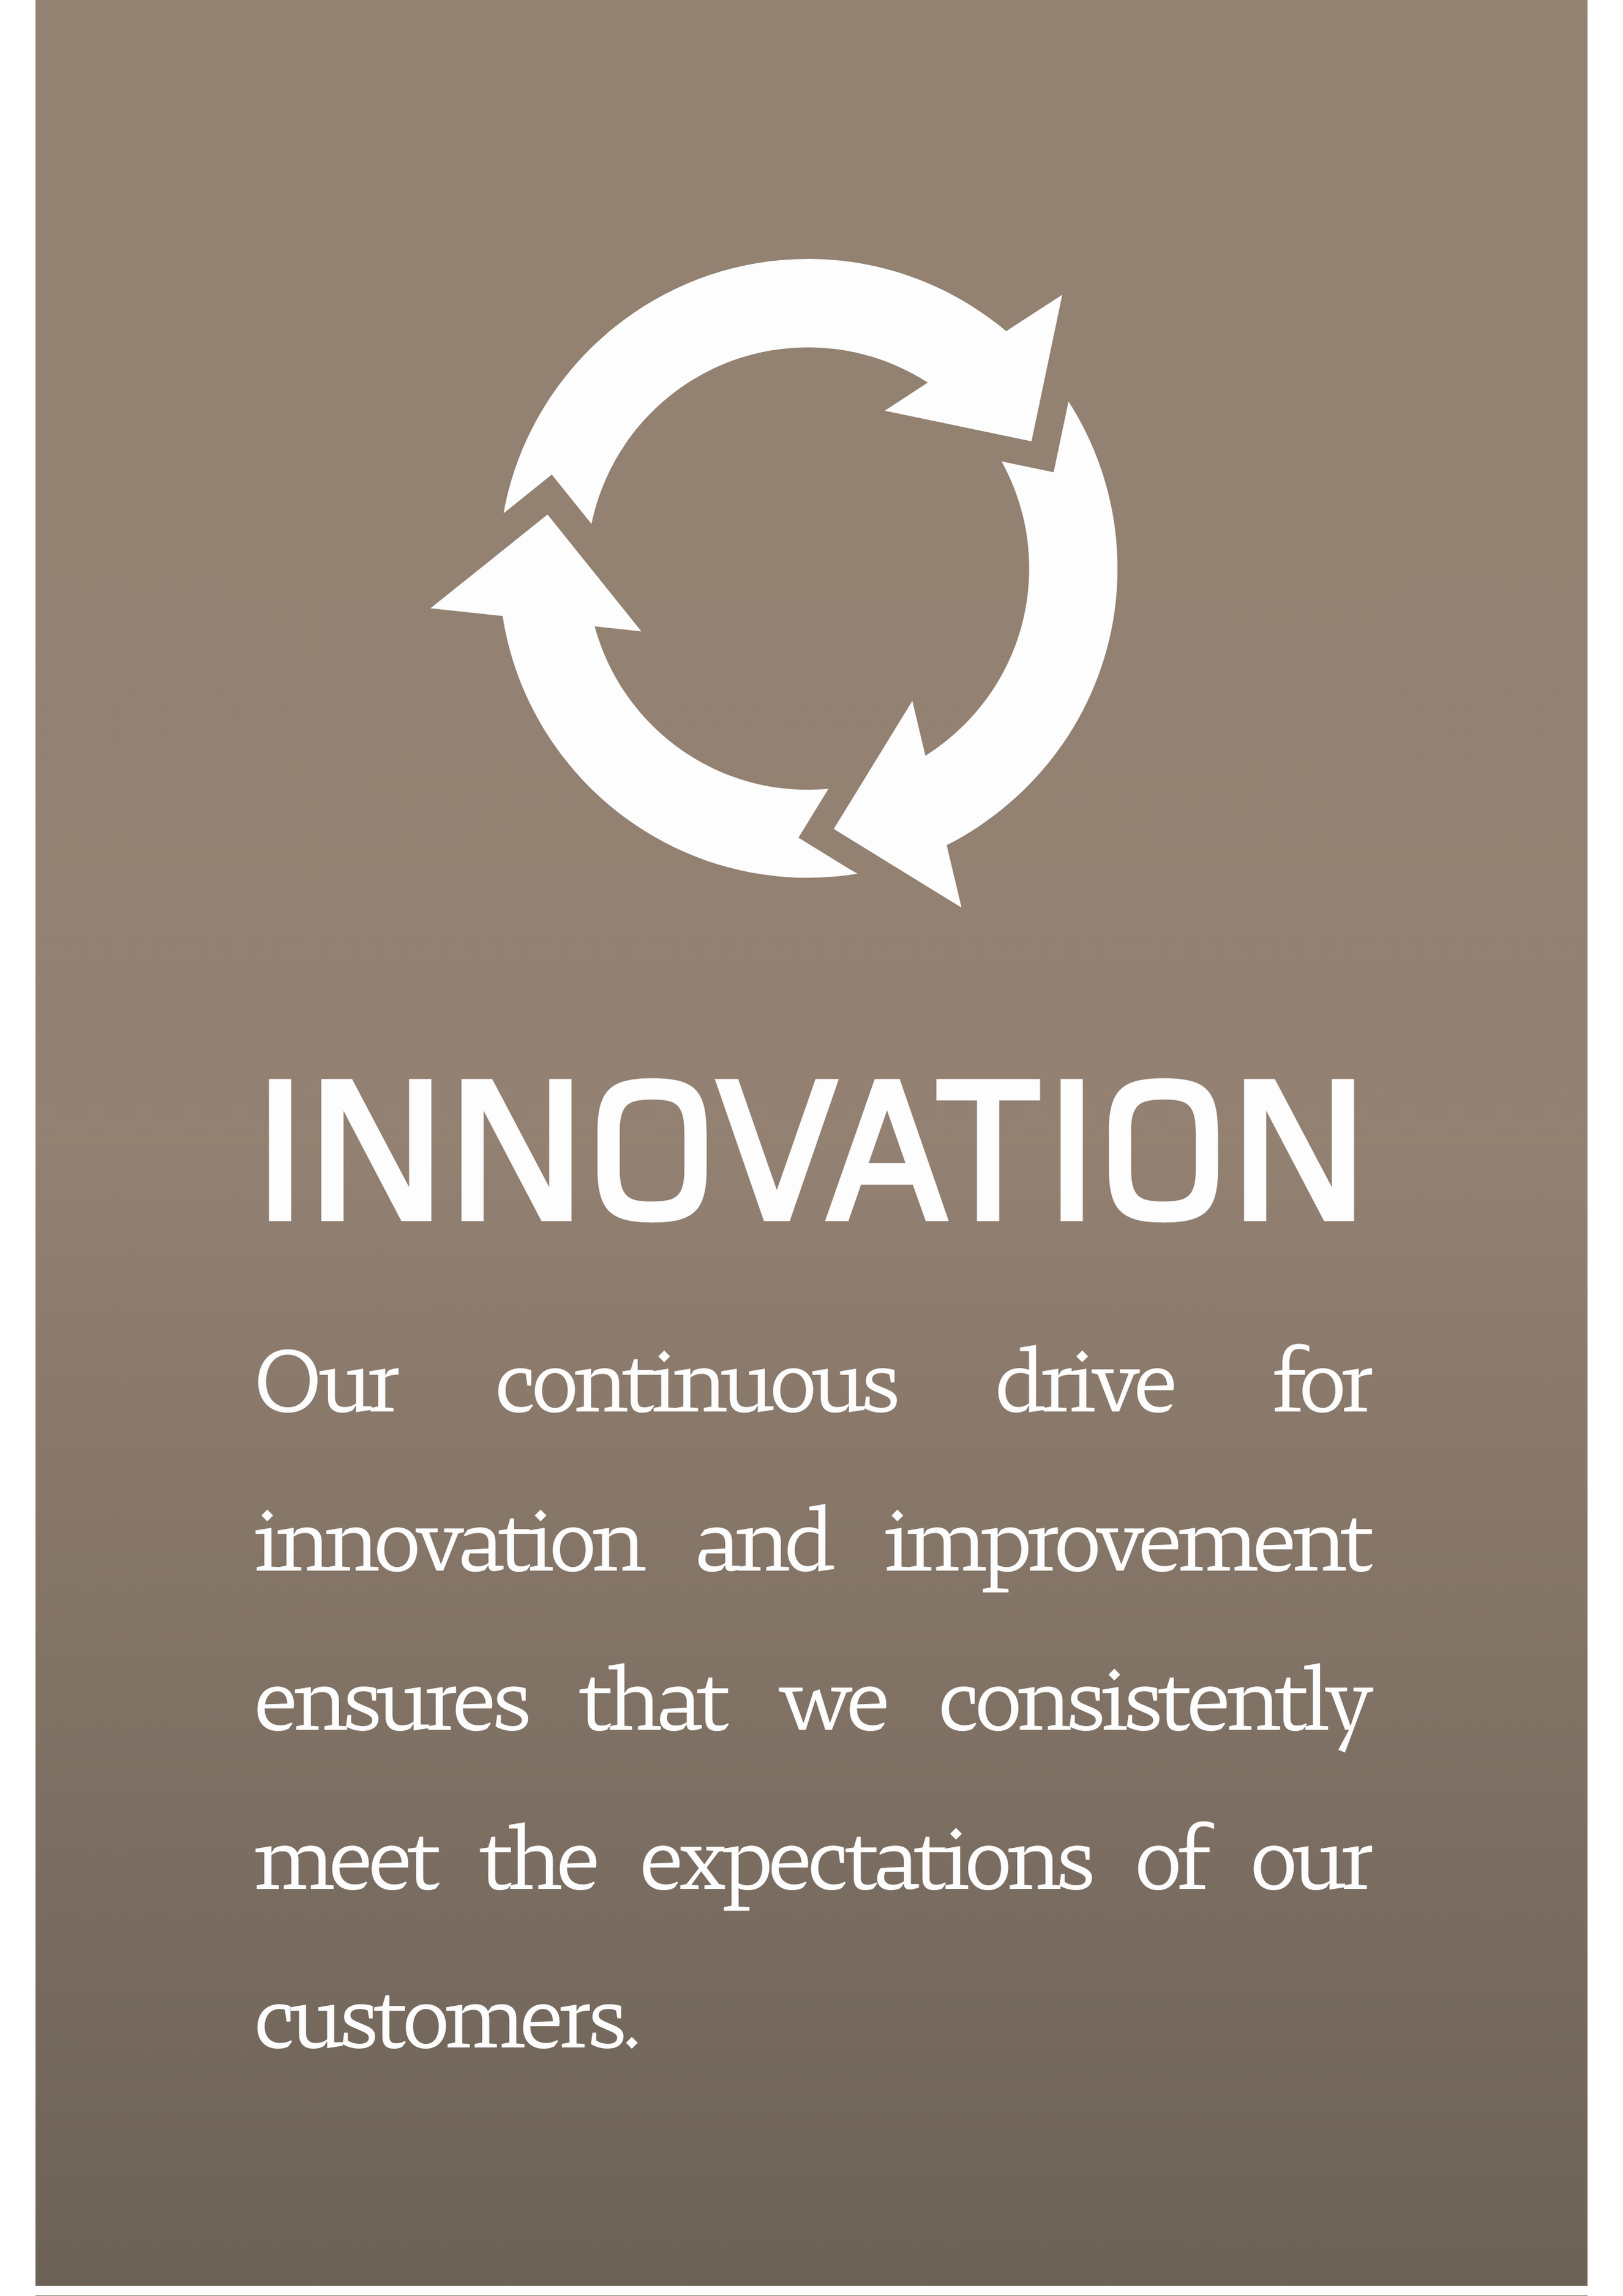 INNOVATION
Our continuous drive for
innovation and improvement
ensures that we consistently
meet the expectations of our
customers.